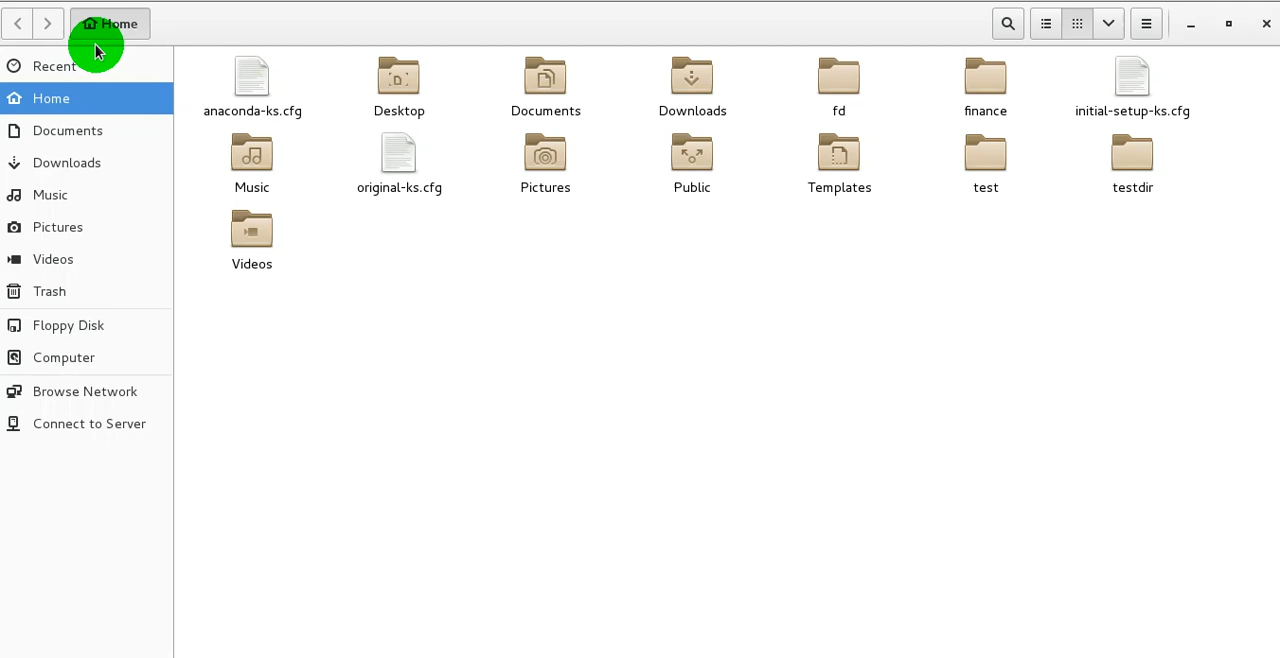 Home
Recent
Home
Documents
Downloads
Music
Pictures
Videos
Trash
Floppy Disk
Computer
Browse Network
Connect to Server
anaconda-ks.cfg Desktop Documents Downloads fd finance initial-setup-ks.cfg
Music original-ks.cfg Pictures Public Templates test testdir
Videos